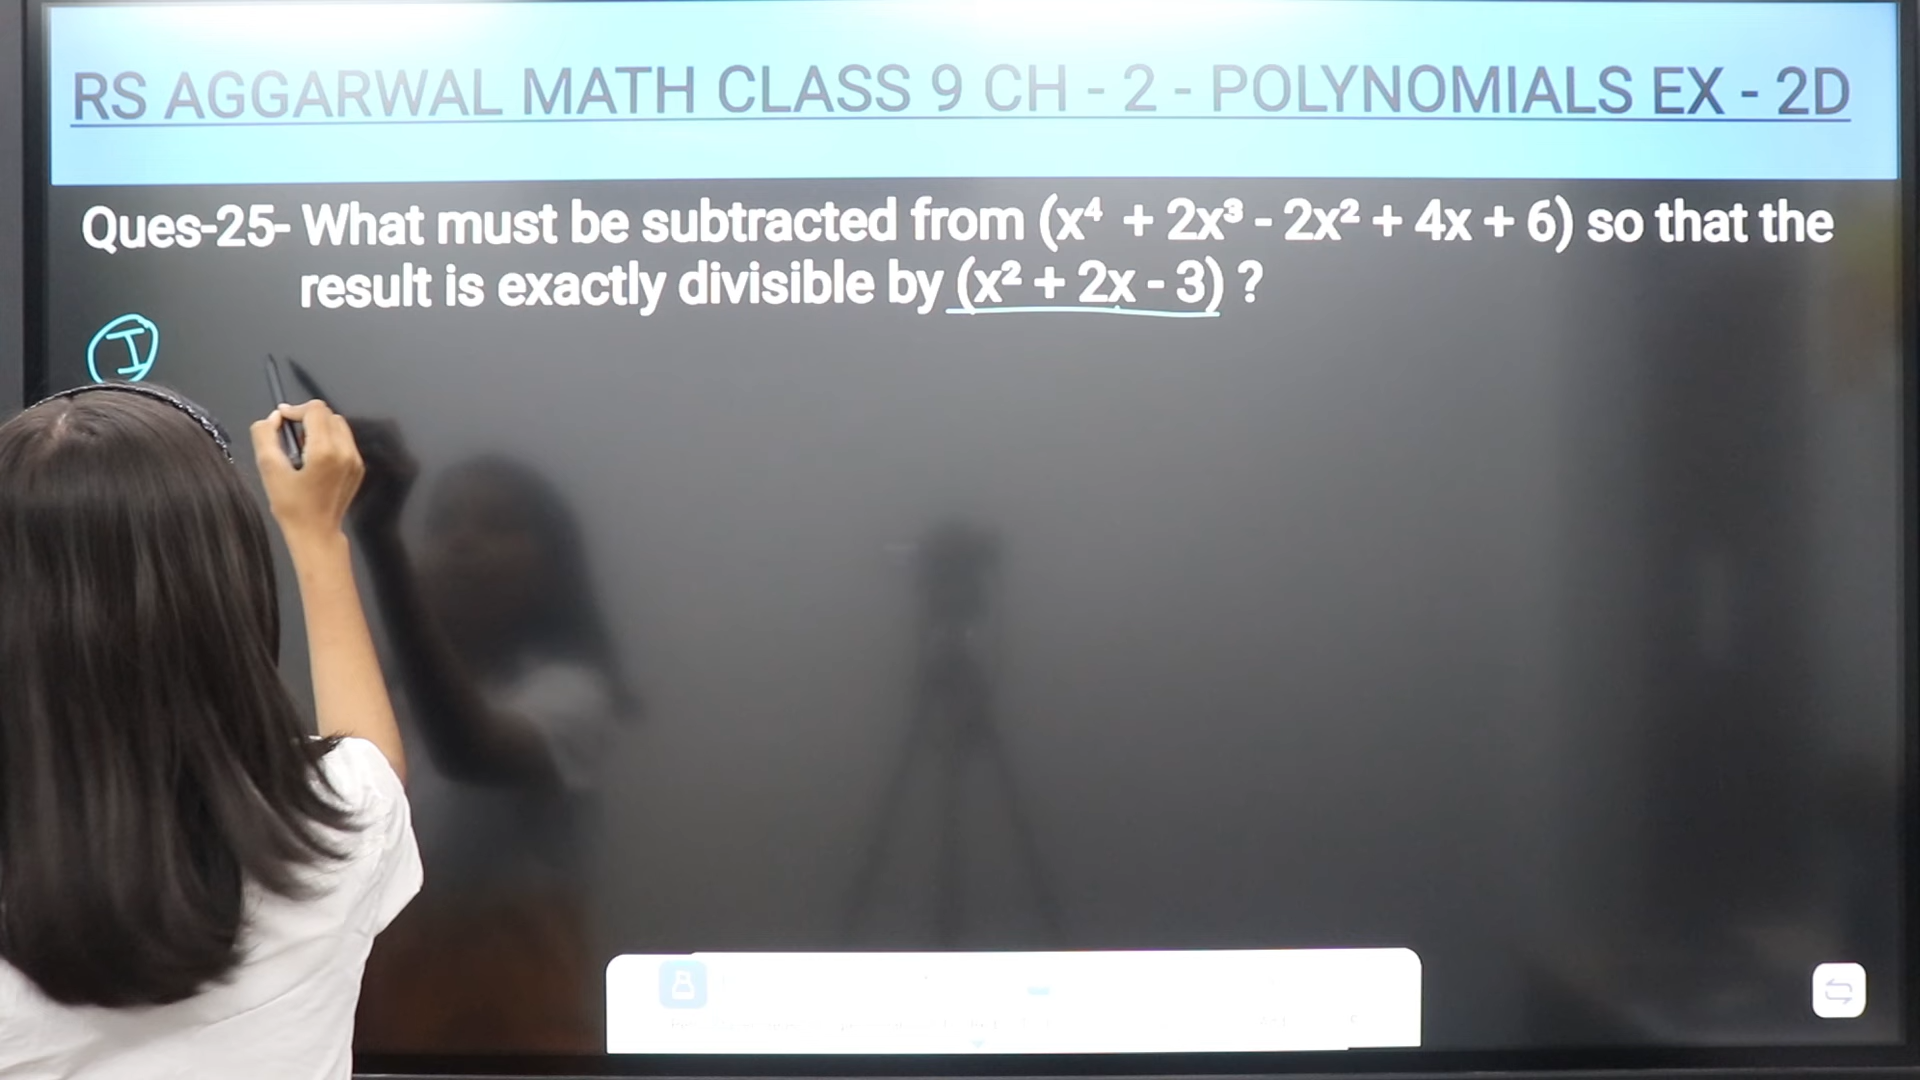 RS AGGARWAL MATH CLASS 9 CH - 2 - POLYNOMIALS EX - 2D
Ques-25- What must be subtracted from (x⁴ + 2x³ - 2x² + 4x + 6) so that the
result is exactly divisible by (x² + 2x - 3) ?
I